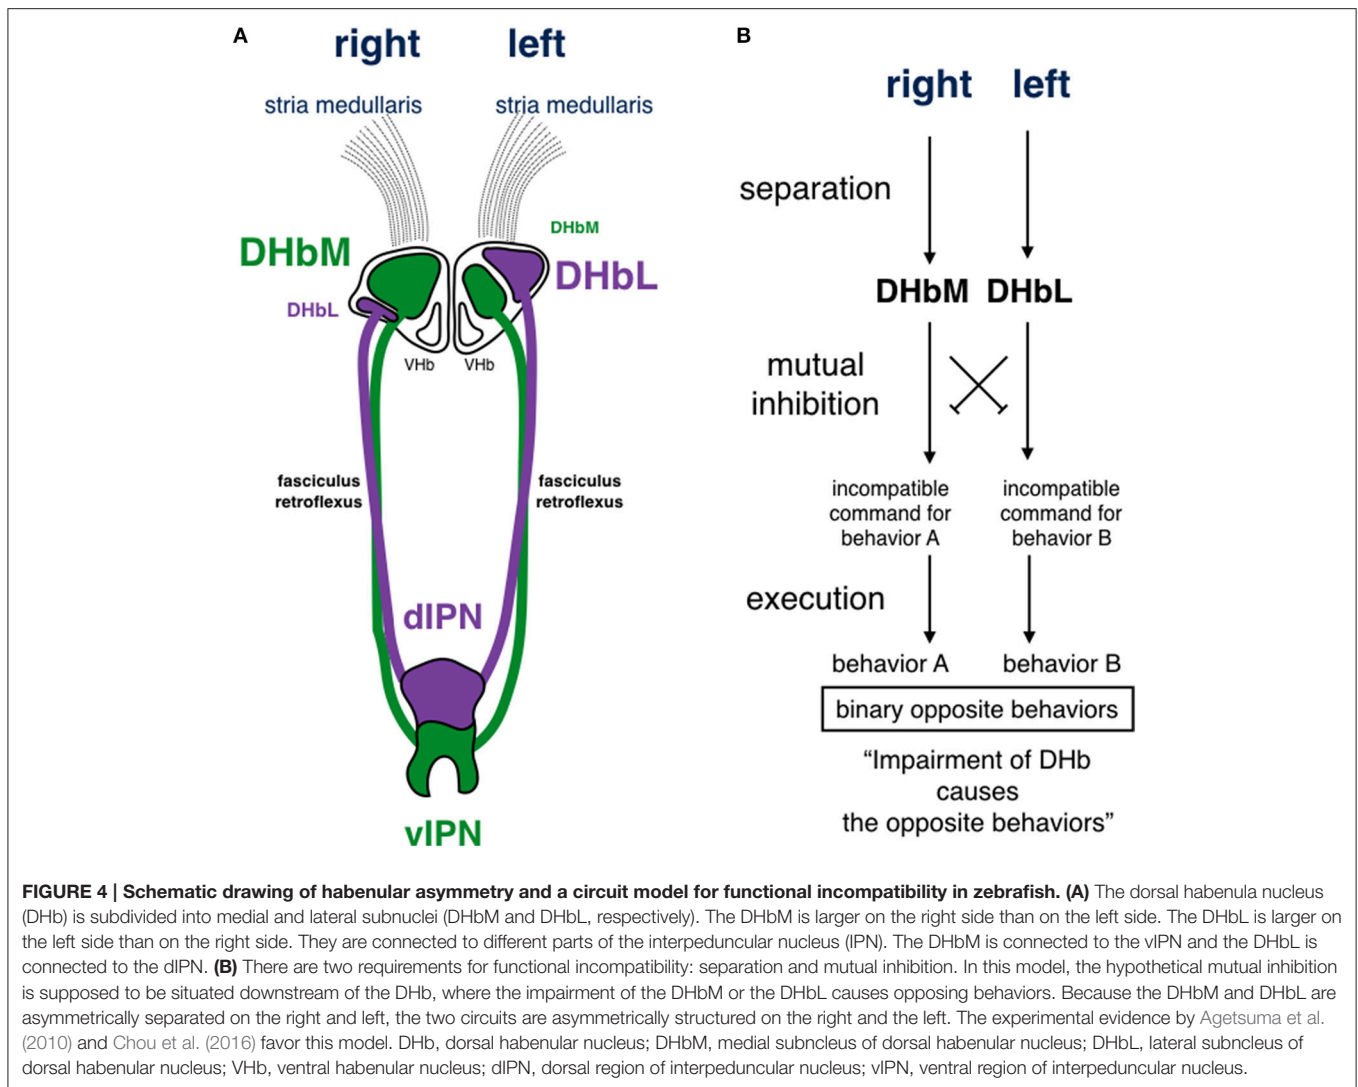 A
right left
stria medullaris stria medullaris
DHbM
DHbM
DHbL
DHbL
VHb VHb
fasciculus
retroflexus
fasciculus
retroflexus
dIPN
vIPN
B
right left
separation
DHbM DHbL
mutual
inhibition
incompatible
command for
behavior A
incompatible
command for
behavior B
execution
behavior A behavior B
binary opposite behaviors
“Impairment of DHb
causes
the opposite behaviors”
FIGURE 4 | Schematic drawing of habenular asymmetry and a circuit model for functional incompatibility in zebrafish. (A) The dorsal habenula nucleus
(DHb) is subdivided into medial and lateral subnuclei (DHbM and DHbL, respectively). The DHbM is larger on the right side than on the left side. The DHbL is larger on
the left side than on the right side. They are connected to different parts of the interpeduncular nucleus (IPN). The DHbM is connected to the vIPN and the DHbL is
connected to the dIPN. (B) There are two requirements for functional incompatibility: separation and mutual inhibition. In this model, the hypothetical mutual inhibition
is supposed to be situated downstream of the DHb, where the impairment of the DHbM or the DHbL causes opposing behaviors. Because the DHbM and DHbL are
asymmetrically separated on the right and left, the two circuits are asymmetrically structured on the right and the left. The experimental evidence by Agetsuma et al.
(2010) and Chou et al. (2016) favor this model. DHb, dorsal habenular nucleus; DHbM, medial subncleus of dorsal habenular nucleus; DHbL, lateral subncleus of
dorsal habenular nucleus; VHb, ventral habenular nucleus; dIPN, dorsal region of interpeduncular nucleus; vIPN, ventral region of interpeduncular nucleus.